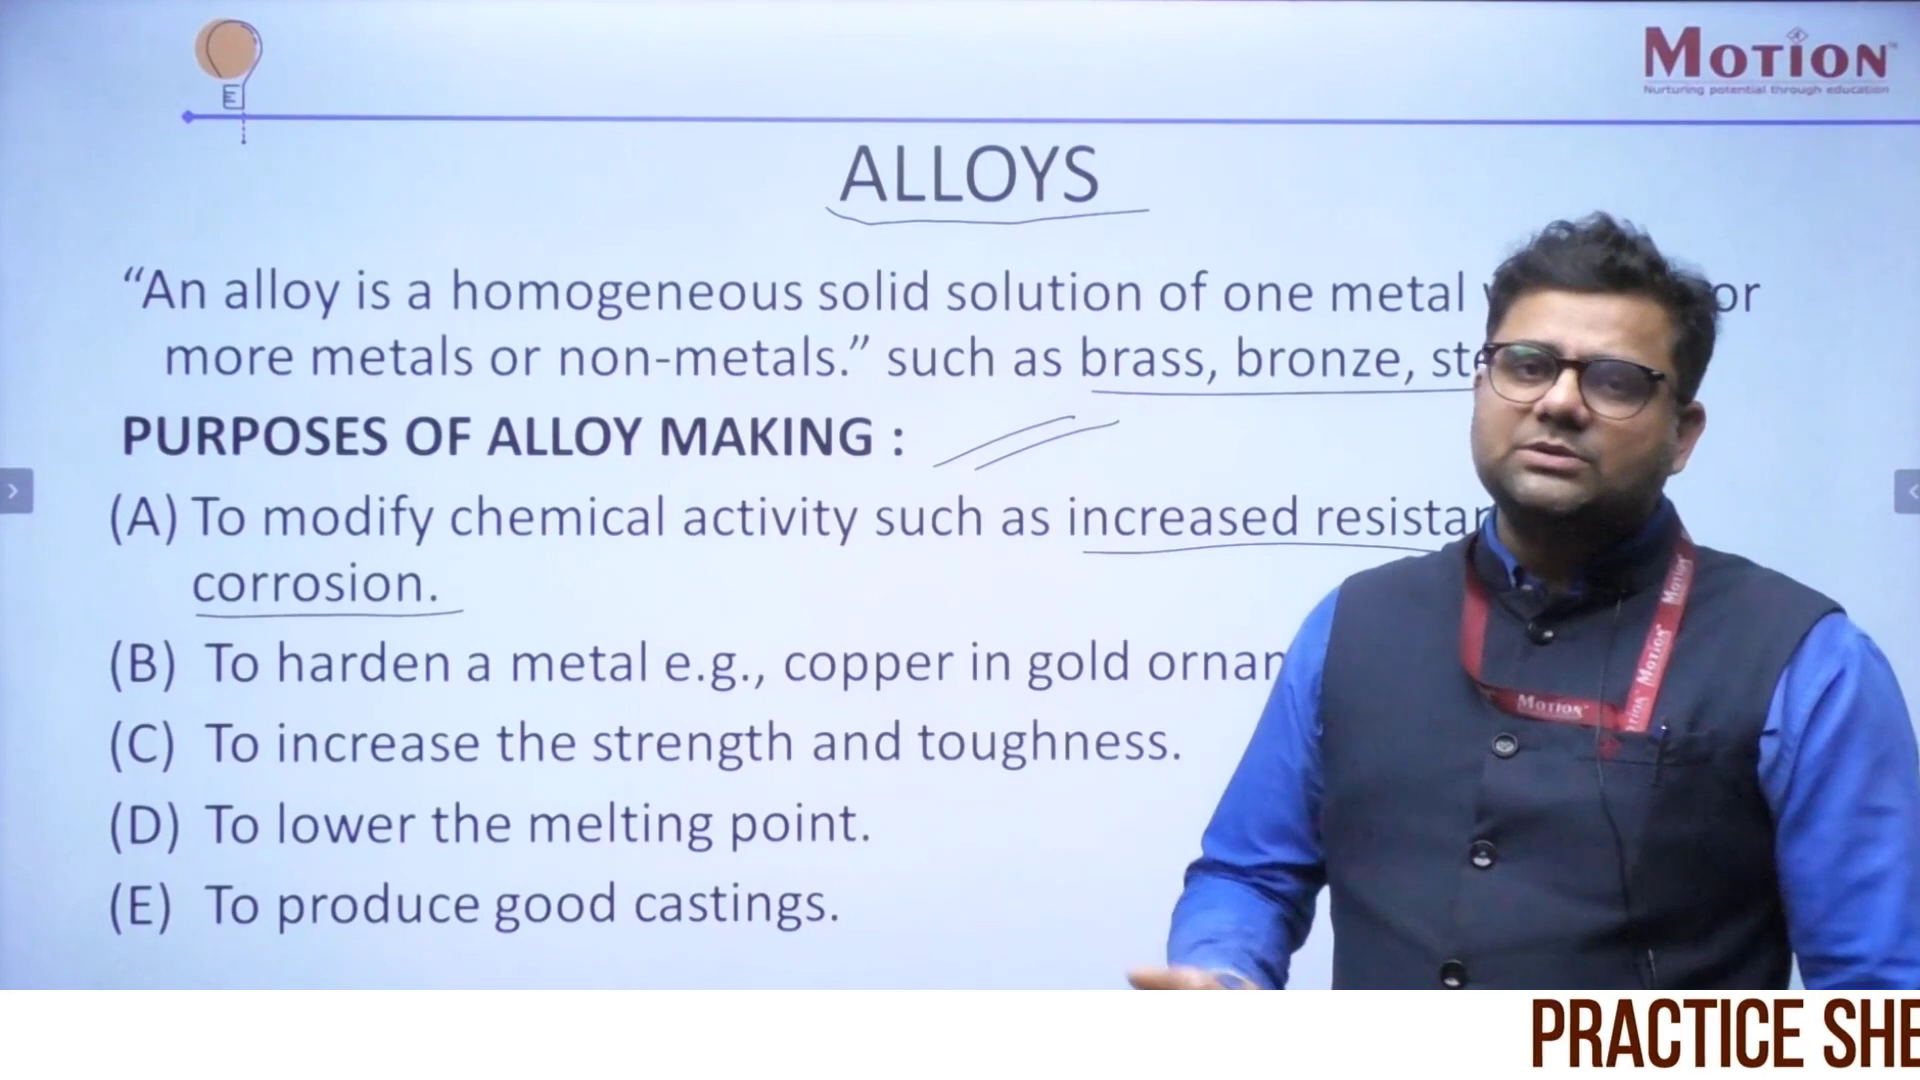 MOTION
Nurturing potential through education
ALLOYS
“An alloy is a homogeneous solid solution of one metal or
more metals or non-metals.” such as brass, bronze,
PURPOSES OF ALLOY MAKING :
(A) To modify chemical activity such as increased
corrosion.
(B) To harden a metal e.g., copper in gold
(C) To increase the strength and toughness.
(D) To lower the melting point.
(E) To produce good castings.
MOTION
MOTION
MOTION
PRACTICE